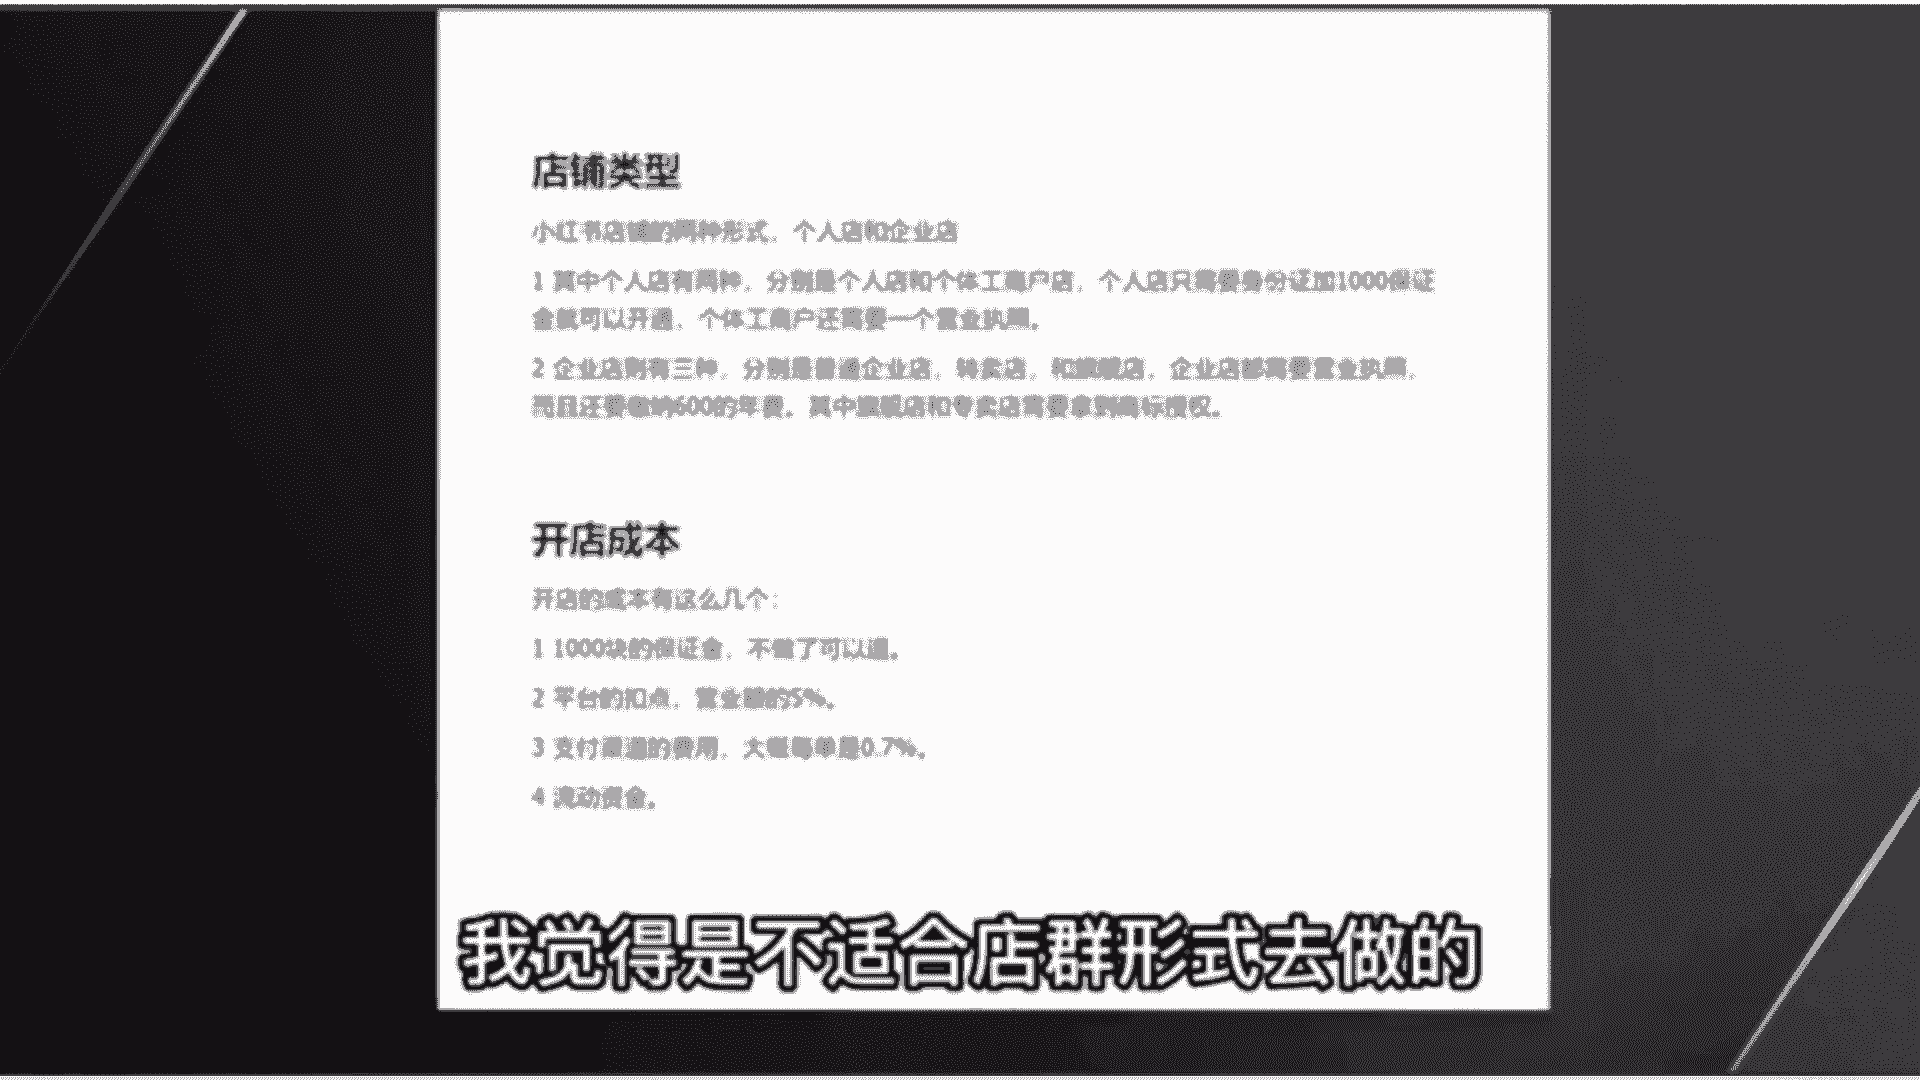 店铺类型
小红书店铺的两种形式，个人店和企业店
1 其中个人店有两种，分别是个人店和个体工商户店，个人店只需要身份证加1000保证
金就可以开通，个体工商户还需要一个营业执照。
2 企业店则有三种，分别是普通企业店，专卖店，和旗舰店，企业店都需要营业执照，
而且还要缴纳600的年费。其中旗舰店和专卖店需要拿到商标授权。
开店成本
开店的成本有这么几个：
1 1000块的保证金，不做了可以退。
2 平台的扣点，营业额的5%。
3 支付渠道的费用，大概每单是0.7%。
4 流动资金。
我觉得是不适合店群形式去做的